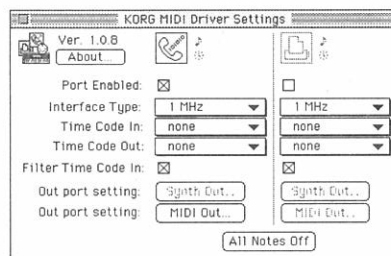 KORG MIDI Driver Settings
Ver. 1.0.8
About...
Port Enabled:
Interface Type: 1 MHz 1 MHz
Time Code In: none none
Time Code Out: none none
Filter Time Code In:
Out port setting: Synth Out.. Synth Out..
Out port setting: MIDI Out... MIDI Out..
All Notes Off